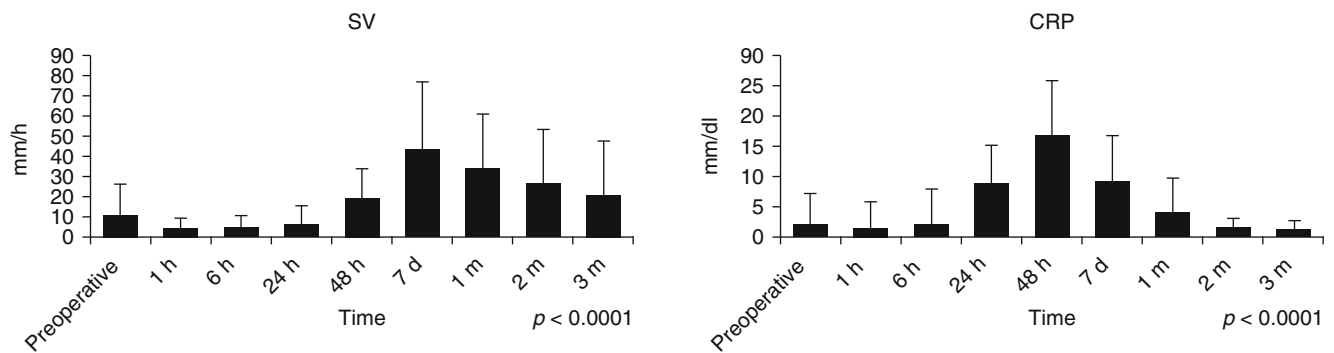 SV
mm/h
90
80
70
60
50
40
30
20
10
0
Preoperative
1 h
6 h
24 h
48 h
7 d
1 m
2 m
3 m
Time
p < 0.0001
CRP
mm/dl
90
25
20
15
10
5
0
Preoperative
1 h
6 h
24 h
48 h
7 d
1 m
2 m
3 m
Time
p < 0.0001